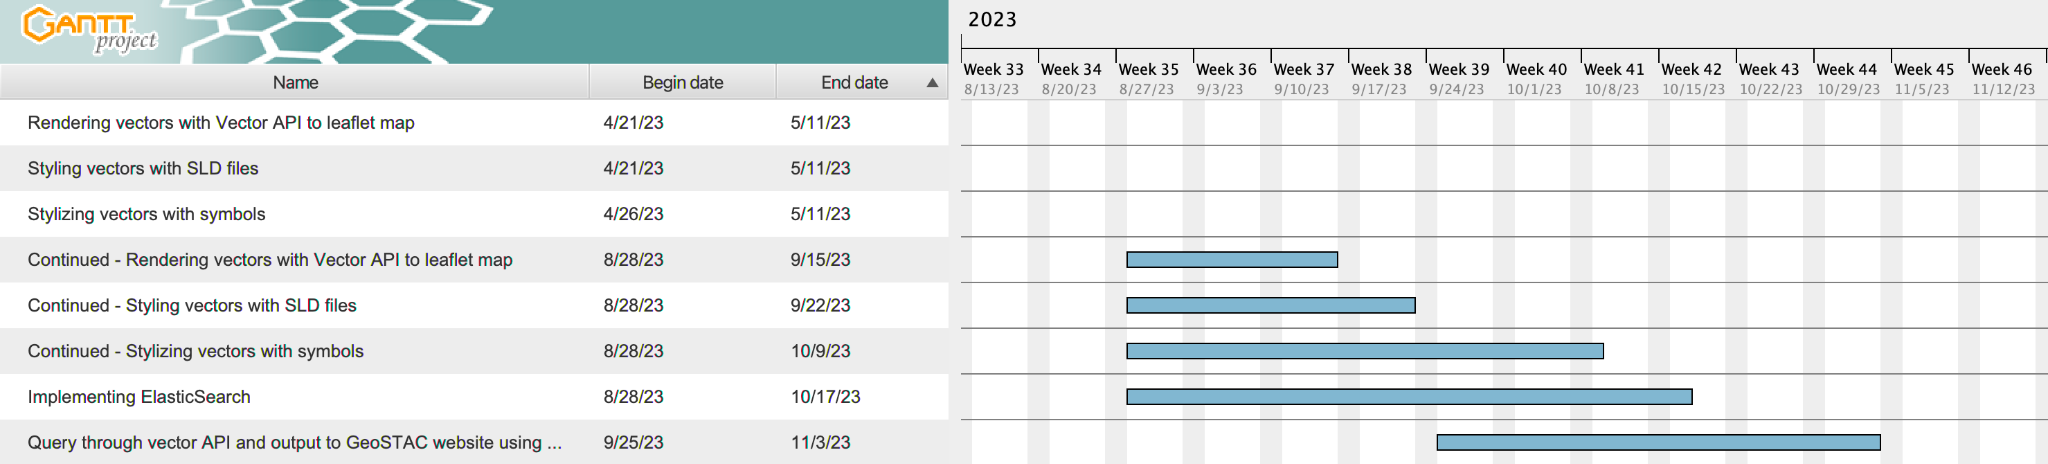 GANTT
project
2023
Name Begin date End date
Week 33 Week 34 Week 35 Week 36 Week 37 Week 38 Week 39 Week 40 Week 41 Week 42 Week 43 Week 44 Week 45 Week 46
8/13/23 8/20/23 8/27/23 9/3/23 9/10/23 9/17/23 9/24/23 10/1/23 10/8/23 10/15/23 10/22/23 10/29/23 11/5/23 11/12/23
Rendering vectors with Vector API to leaflet map 4/21/23 5/11/23
Styling vectors with SLD files 4/21/23 5/11/23
Stylizing vectors with symbols 4/26/23 5/11/23
Continued - Rendering vectors with Vector API to leaflet map 8/28/23 9/15/23
Continued - Styling vectors with SLD files 8/28/23 9/22/23
Continued - Stylizing vectors with symbols 8/28/23 10/9/23
Implementing ElasticSearch 8/28/23 10/17/23
Query through vector API and output to GeoSTAC website using ... 9/25/23 11/3/23